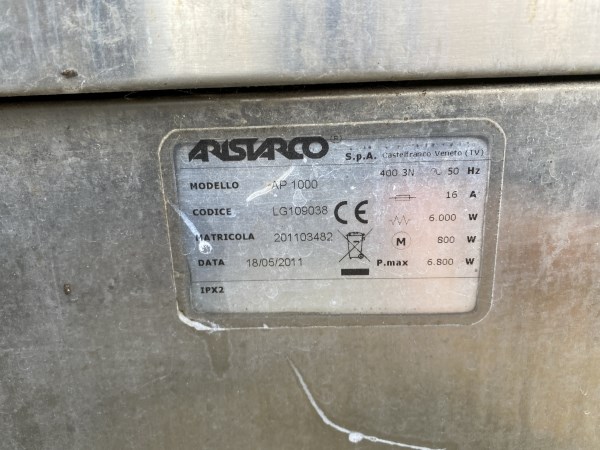 ARISTARCO ® S.p.A. Castelfranco Veneto (TV)
400.3N ~ 50 Hz
MODELLO AP 1000
16 A
CODICE LG109038 CE
6.000 W
MATRICOLA 201103482
M 800 W
DATA 18/05/2011
P.max 6.800 W
IPX2